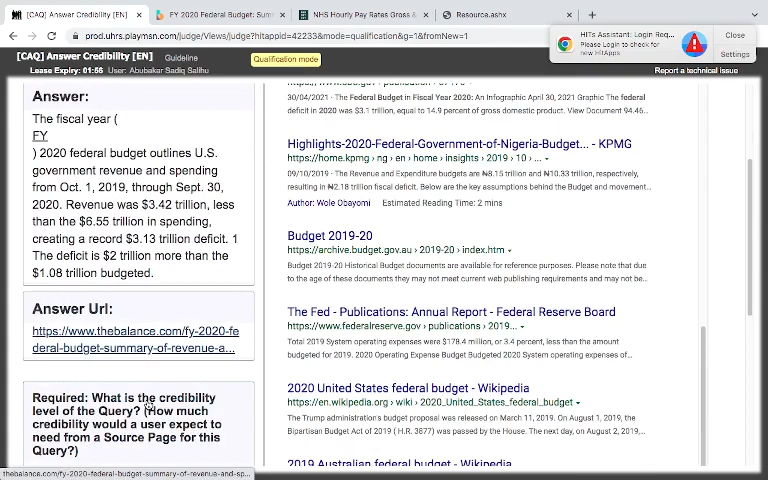 [CAQ] Answer Credibility [EN]
FY 2020 Federal Budget: Summ
NHS Hourly Pay Rates Gross &
Resource.ashx
prod.uhrs.playmsn.com/judge/Views/judge?hitappid=42233&mode=qualification&g=1&fromNew=1
HITs Assistant: Login Req...
Please Login to check for
new HitApps
Close
Settings
[CAQ] Answer Credibility [EN]
Guideline
Qualification mode
Lease Expiry: 01:56 User: Abubakar Sadiq Salihu
Report a technical issue
Answer:
The fiscal year (
FY
) 2020 federal budget outlines U.S.
government revenue and spending
from Oct. 1, 2019, through Sept. 30,
2020. Revenue was $3.42 trillion, less
than the $6.55 trillion in spending,
creating a record $3.13 trillion deficit. 1
The deficit is $2 trillion more than the
$1.08 trillion budgeted.
Answer Url:
https://www.thebalance.com/fy-2020-fe
deral-budget-summary-of-revenue-a...
Required: What is the credibility
level of the Query? (How much
credibility would a user expect to
need from a Source Page for this
Query?)
thebalance.com/fy-2020-federal-budget-summary-of-revenue-and-sp...
30/04/2021 · The Federal Budget in Fiscal Year 2020: An Infographic April 30, 2021 Graphic The federal
deficit in 2020 was $3.1 trillion, equal to 14.9 percent of gross domestic product. View Document 94.46...
Highlights-2020-Federal-Government-of-Nigeria-Budget... - KPMG
https://home.kpmg › ng › en › home › insights › 2019 › 10 › ...
09/10/2019 · The Revenue and Expenditure budgets are ₦8.15 trillion and ₦10.33 trillion, respectively,
resulting in ₦2.18 trillion fiscal deficit. Below are the key assumptions behind the Budget and movement...
Author: Wole Obayomi Estimated Reading Time: 2 mins
Budget 2019-20
https://archive.budget.gov.au › 2019-20 › index.htm
Budget 2019-20 Historical Budget documents are available for reference purposes. Please note that due
to the age of these documents they may not meet current web publishing requirements and may not be...
The Fed - Publications: Annual Report - Federal Reserve Board
https://www.federalreserve.gov › publications › 2019...
Total 2019 System operating expenses were $178.4 million, or 3.4 percent, less than the amount
budgeted for 2019. 2020 Operating Expense Budget Budgeted 2020 System operating expenses of...
2020 United States federal budget - Wikipedia
https://en.wikipedia.org › wiki › 2020_United_States_federal_budget
The Trump administration's budget proposal was released on March 11, 2019. On August 1, 2019, the
Bipartisan Budget Act of 2019 ( H.R. 3877) was passed by the House. The next day, on August 2, 2019,...
2019 Australian federal budget - Wikipedia